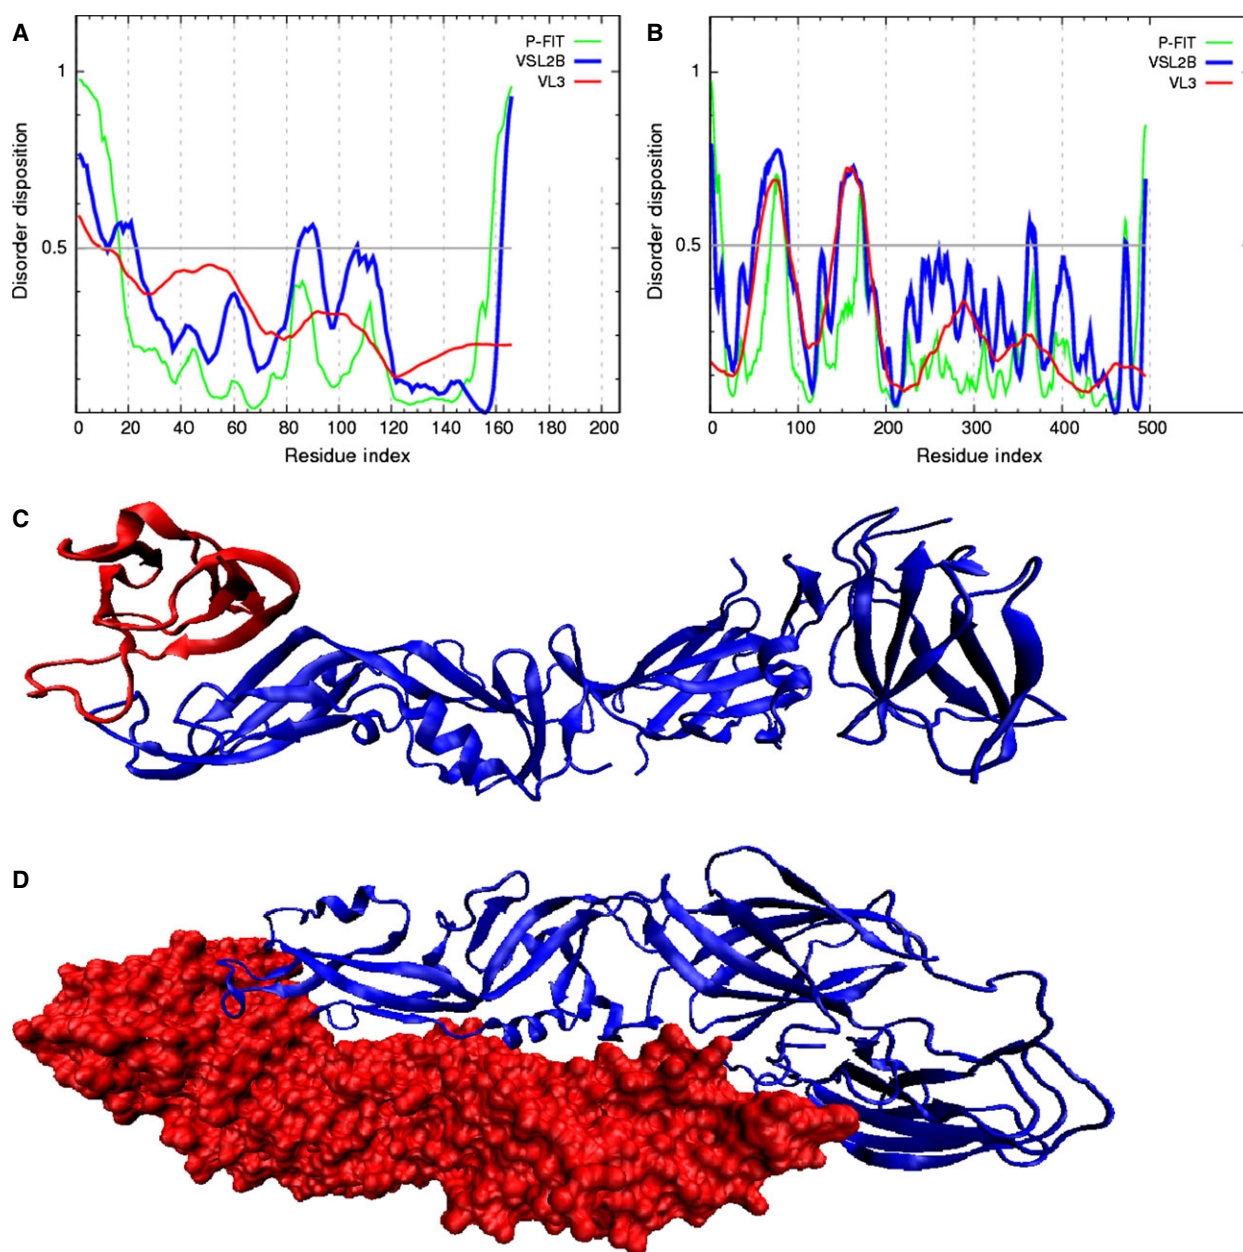 A
P-FIT
VSL2B
VL3
1
0.5
Disorder disposition
0 20 40 60 80 100 120 140 160 180 200
Residue index
B
P-FIT
VSL2B
VL3
1
0.5
Disorder disposition
0 100 200 300 400 500
Residue index
C
D